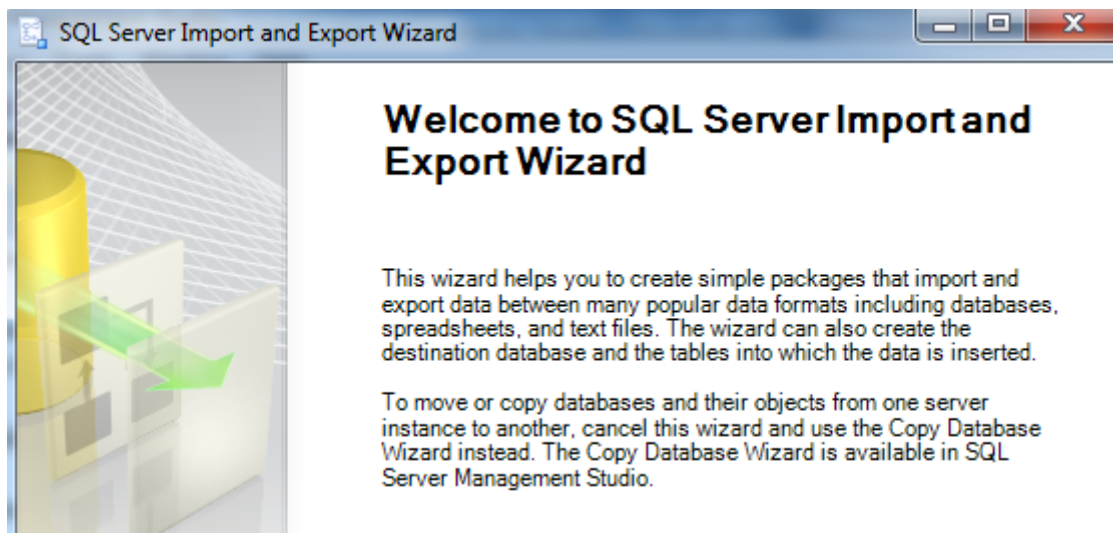 SQL Server Import and Export Wizard
Welcome to SQL Server Import and
Export Wizard
This wizard helps you to create simple packages that import and
export data between many popular data formats including databases,
spreadsheets, and text files. The wizard can also create the
destination database and the tables into which the data is inserted.
To move or copy databases and their objects from one server
instance to another, cancel this wizard and use the Copy Database
Wizard instead. The Copy Database Wizard is available in SQL
Server Management Studio.